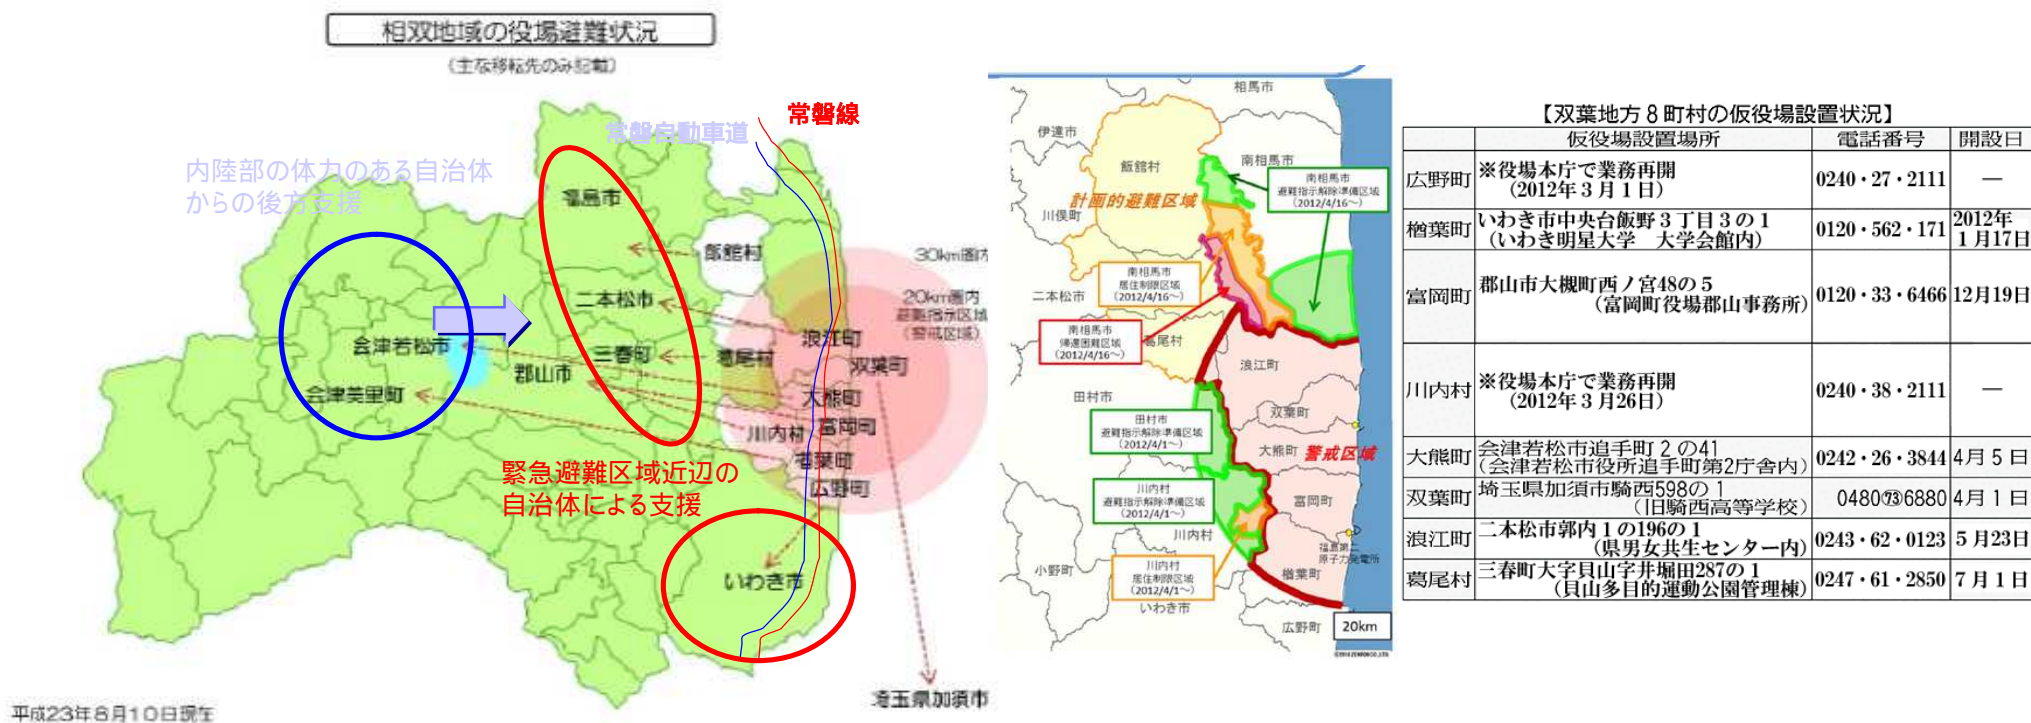 相双地域の役場避難状況
(主な移転先のみ記載)
常磐線
常磐自動車道
内陸部の体力のある自治体
からの後方支援
福島市
飯舘村
30km圏内
二本松市
20km圏内
避難指示区域
(警戒区域)
浪江町
会津若松市
三春町
葛尾村
双葉町
郡山市
会津美里町
大熊町
川内村
富岡町
楢葉町
広野町
緊急避難区域近辺の
自治体による支援
いわき市
埼玉県加須市
平成23年8月10日現在
相馬市
伊達市
飯舘村
南相馬市
南相馬市
避難指示解除準備区域
(2012/4/16~)
計画的避難区域
川俣町
南相馬市
居住制限区域
(2012/4/16~)
二本松市
南相馬市
帰還困難区域
(2012/4/16~)
葛尾村
浪江町
田村市
双葉町
田村市
避難指示解除準備区域
(2012/4/1~)
大熊町
警戒区域
川内村
避難指示解除準備区域
(2012/4/1~)
富岡町
川内村
福島第二
原子力発電所
小野町
川内村
居住制限区域
(2012/4/1~)
楢葉町
いわき市
広野町
20km
【双葉地方8町村の仮役場設置状況】
仮役場設置場所 電話番号 開設日
広野町 ※役場本庁で業務再開 0240・27・2111 —
(2012年3月1日)
楢葉町 いわき市中央台飯野3丁目3の1 0120・562・171 2012年
(いわき明星大学 大学会館内) 1月17日
富岡町 郡山市大槻町西ノ宮48の5 0120・33・6466 12月19日
(富岡町役場郡山事務所)
川内村 ※役場本庁で業務再開 0240・38・2111 —
(2012年3月26日)
大熊町 会津若松市追手町2の41 0242・26・3844 4月5日
(会津若松市役所追手町第2庁舎内)
双葉町 埼玉県加須市騎西598の1 0480㉃6880 4月1日
(旧騎西高等学校)
浪江町 二本松市郭内1の196の1 0243・62・0123 5月23日
(県男女共生センター内)
葛尾村 三春町大字貝山字井堀田287の1 0247・61・2850 7月1日
(貝山多目的運動公園管理棟)